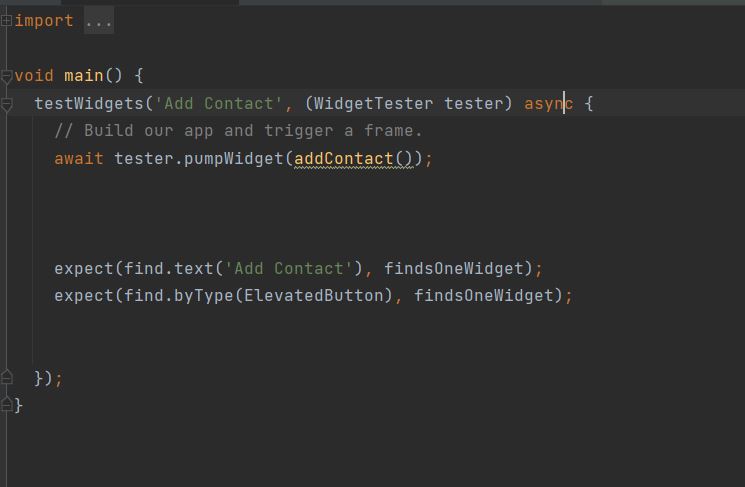 import ...
void main() {
testWidgets('Add Contact', (WidgetTester tester) async {
// Build our app and trigger a frame.
await tester.pumpWidget(addContact());
expect(find.text('Add Contact'), findsOneWidget);
expect(find.byType(ElevatedButton), findsOneWidget);
});
}